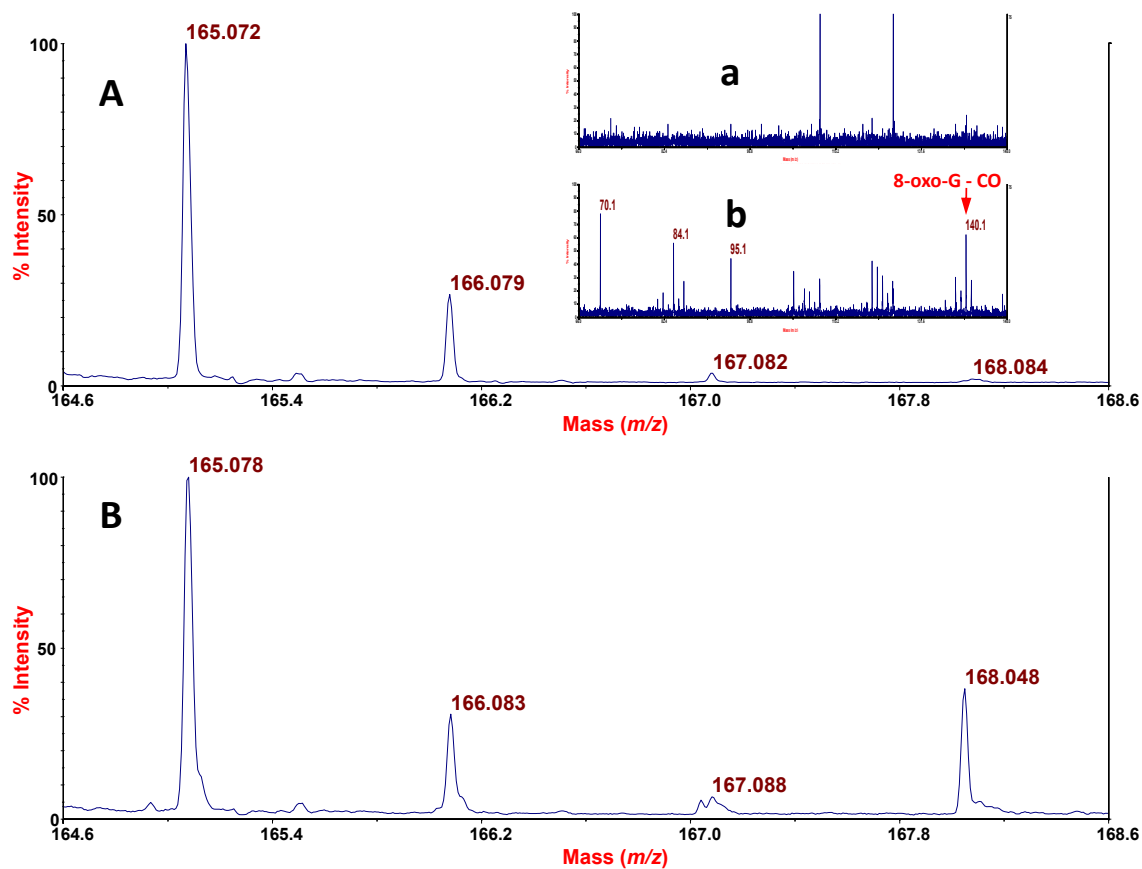 100
165.072
A
a
% Intensity
50
8-oxo-G - CO
b
70.1
84.1
95.1
140.1
166.079
167.082
168.084
0
164.6 165.4 166.2 167.0 167.8 168.6
Mass (m/z)
100
165.078
B
% Intensity
50
166.083
168.048
167.088
0
164.6 165.4 166.2 167.0 167.8 168.6
Mass (m/z)